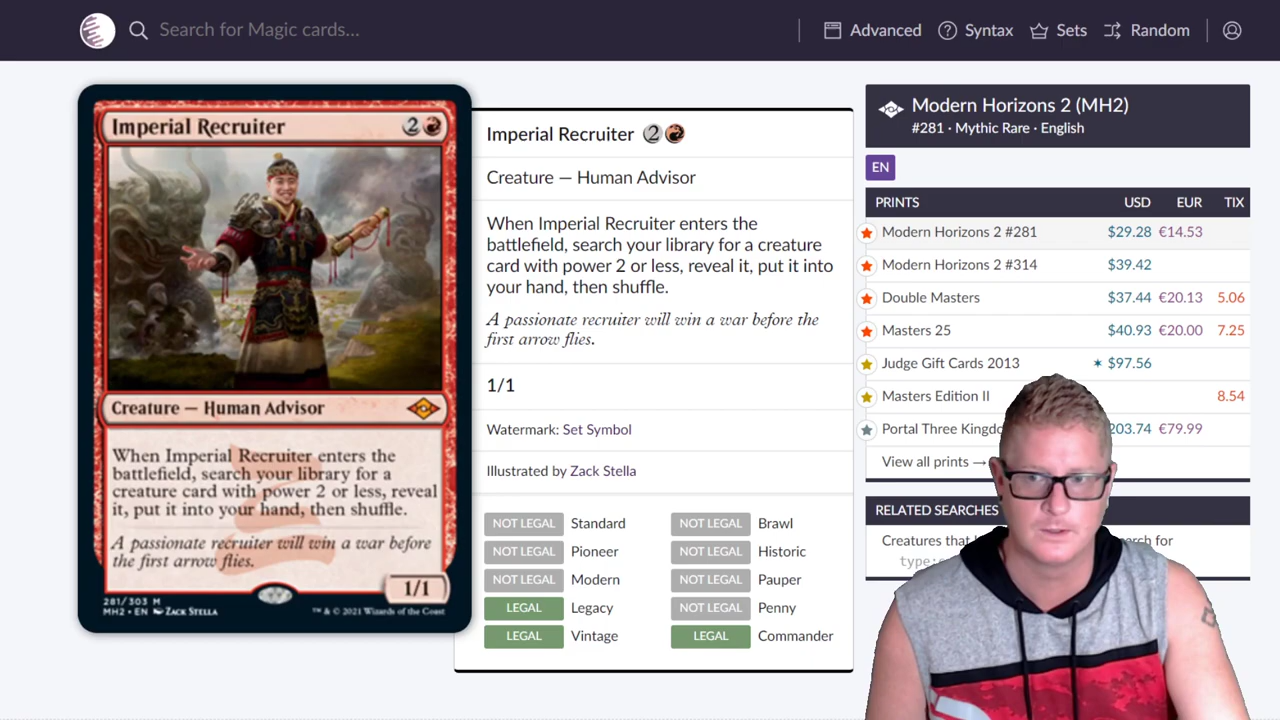 Search for Magic cards...
Advanced
Syntax
Sets
Random
Imperial Recruiter 2
Creature — Human Advisor
When Imperial Recruiter enters the
battlefield, search your library for a
creature card with power 2 or less, reveal
it, put it into your hand, then shuffle.
A passionate recruiter will win a war before
the first arrow flies.
1/1
281/303 M
MH2 • EN Zack Stella
™ & © 2021 Wizards of the Coast
Imperial Recruiter 2
Creature — Human Advisor
When Imperial Recruiter enters the
battlefield, search your library for a creature
card with power 2 or less, reveal it, put it into
your hand, then shuffle.
A passionate recruiter will win a war before the
first arrow flies.
1/1
Watermark: Set Symbol
Illustrated by Zack Stella
NOT LEGAL Standard NOT LEGAL Brawl
NOT LEGAL Pioneer NOT LEGAL Historic
NOT LEGAL Modern NOT LEGAL Pauper
LEGAL Legacy NOT LEGAL Penny
LEGAL Vintage LEGAL Commander
Modern Horizons 2 (MH2)
#281 · Mythic Rare · English
EN
PRINTS USD EUR TIX
Modern Horizons 2 #281 $29.28 €14.53
Modern Horizons 2 #314 $39.42
Double Masters $37.44 €20.13 5.06
Masters 25 $40.93 €20.00 7.25
Judge Gift Cards 2013 $97.56
Masters Edition II 8.54
Portal Three Kingdo 203.74 €79.99
View all prints →
RELATED SEARCHES
Creatures that rch for
type: